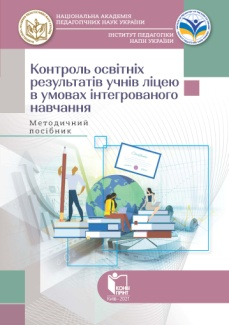 НАЦІОНАЛЬНА АКАДЕМІЯ
ПЕДАГОГІЧНИХ НАУК УКРАЇНИ
ІНСТИТУТ ПЕДАГОГІКИ
НАПН УКРАЇНИ
Контроль освітніх
результатів учнів ліцею
в умовах інтегрованого
навчання
Методичний
посібник
КОНВІ
ПРІНТ
Київ - 2021